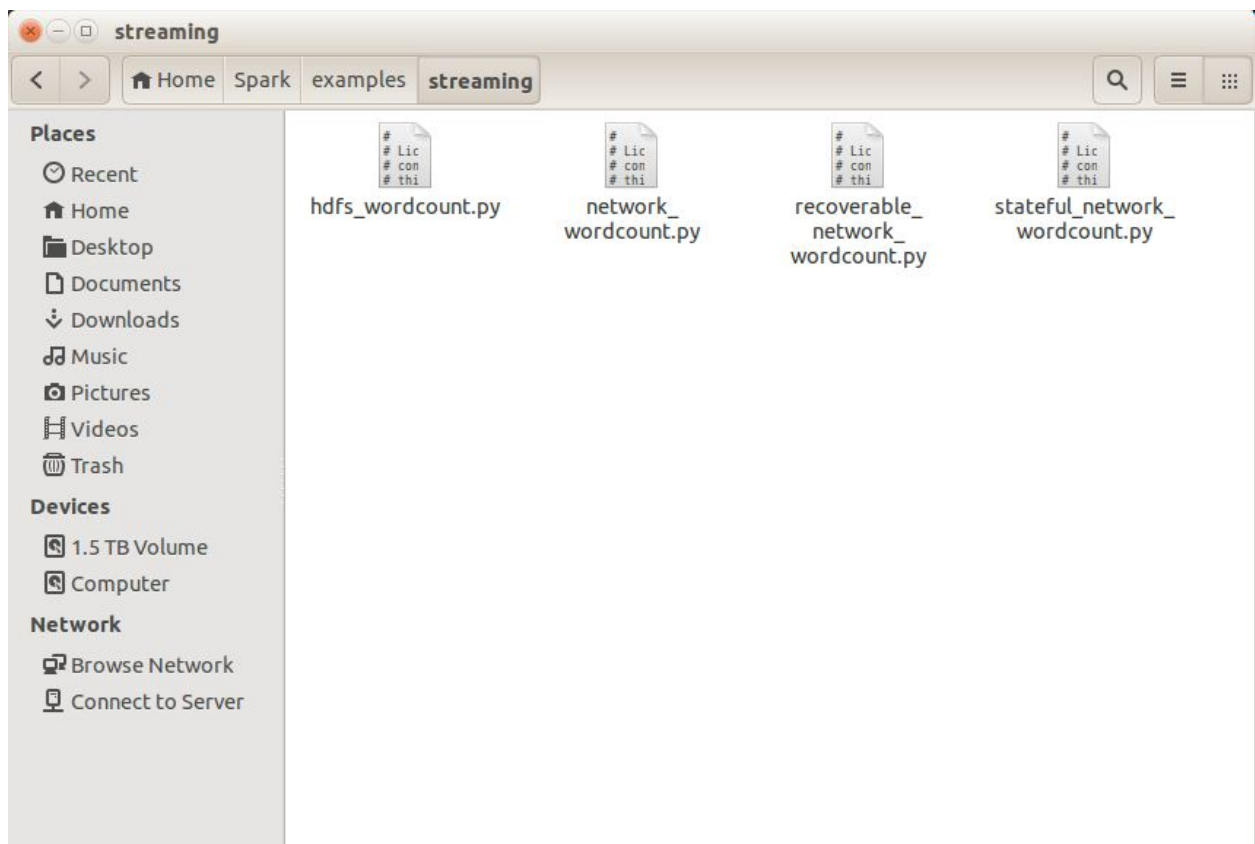 streaming
Home Spark examples streaming
Places
Recent
Home
Desktop
Documents
Downloads
Music
Pictures
Videos
Trash
Devices
1.5 TB Volume
Computer
Network
Browse Network
Connect to Server
#
# Lic
# con
# thi
hdfs_wordcount.py
#
# Lic
# con
# thi
network_
wordcount.py
#
# Lic
# con
# thi
recoverable_
network_
wordcount.py
#
# Lic
# con
# thi
stateful_network_
wordcount.py